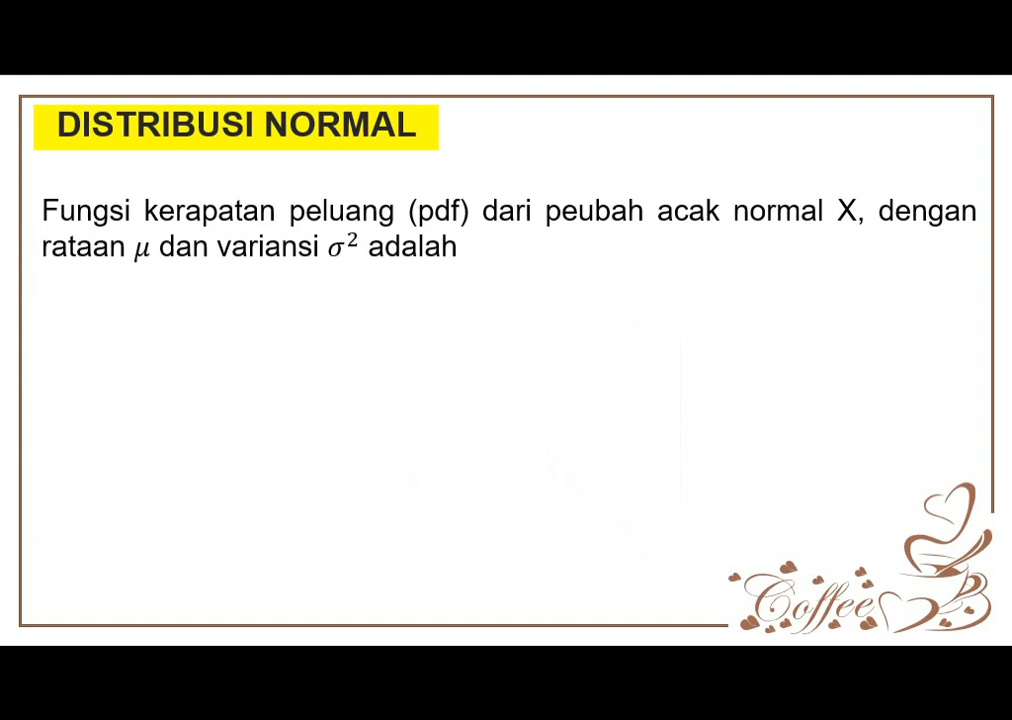 DISTRIBUSI NORMAL
Fungsi kerapatan peluang (pdf) dari peubah acak normal X, dengan
rataan μ dan variansi σ² adalah
Coffee